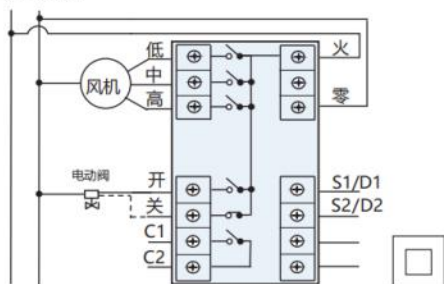 低
火
中
风机
高
零
电动阀
开
S1/D1
关
S2/D2
C1
C2